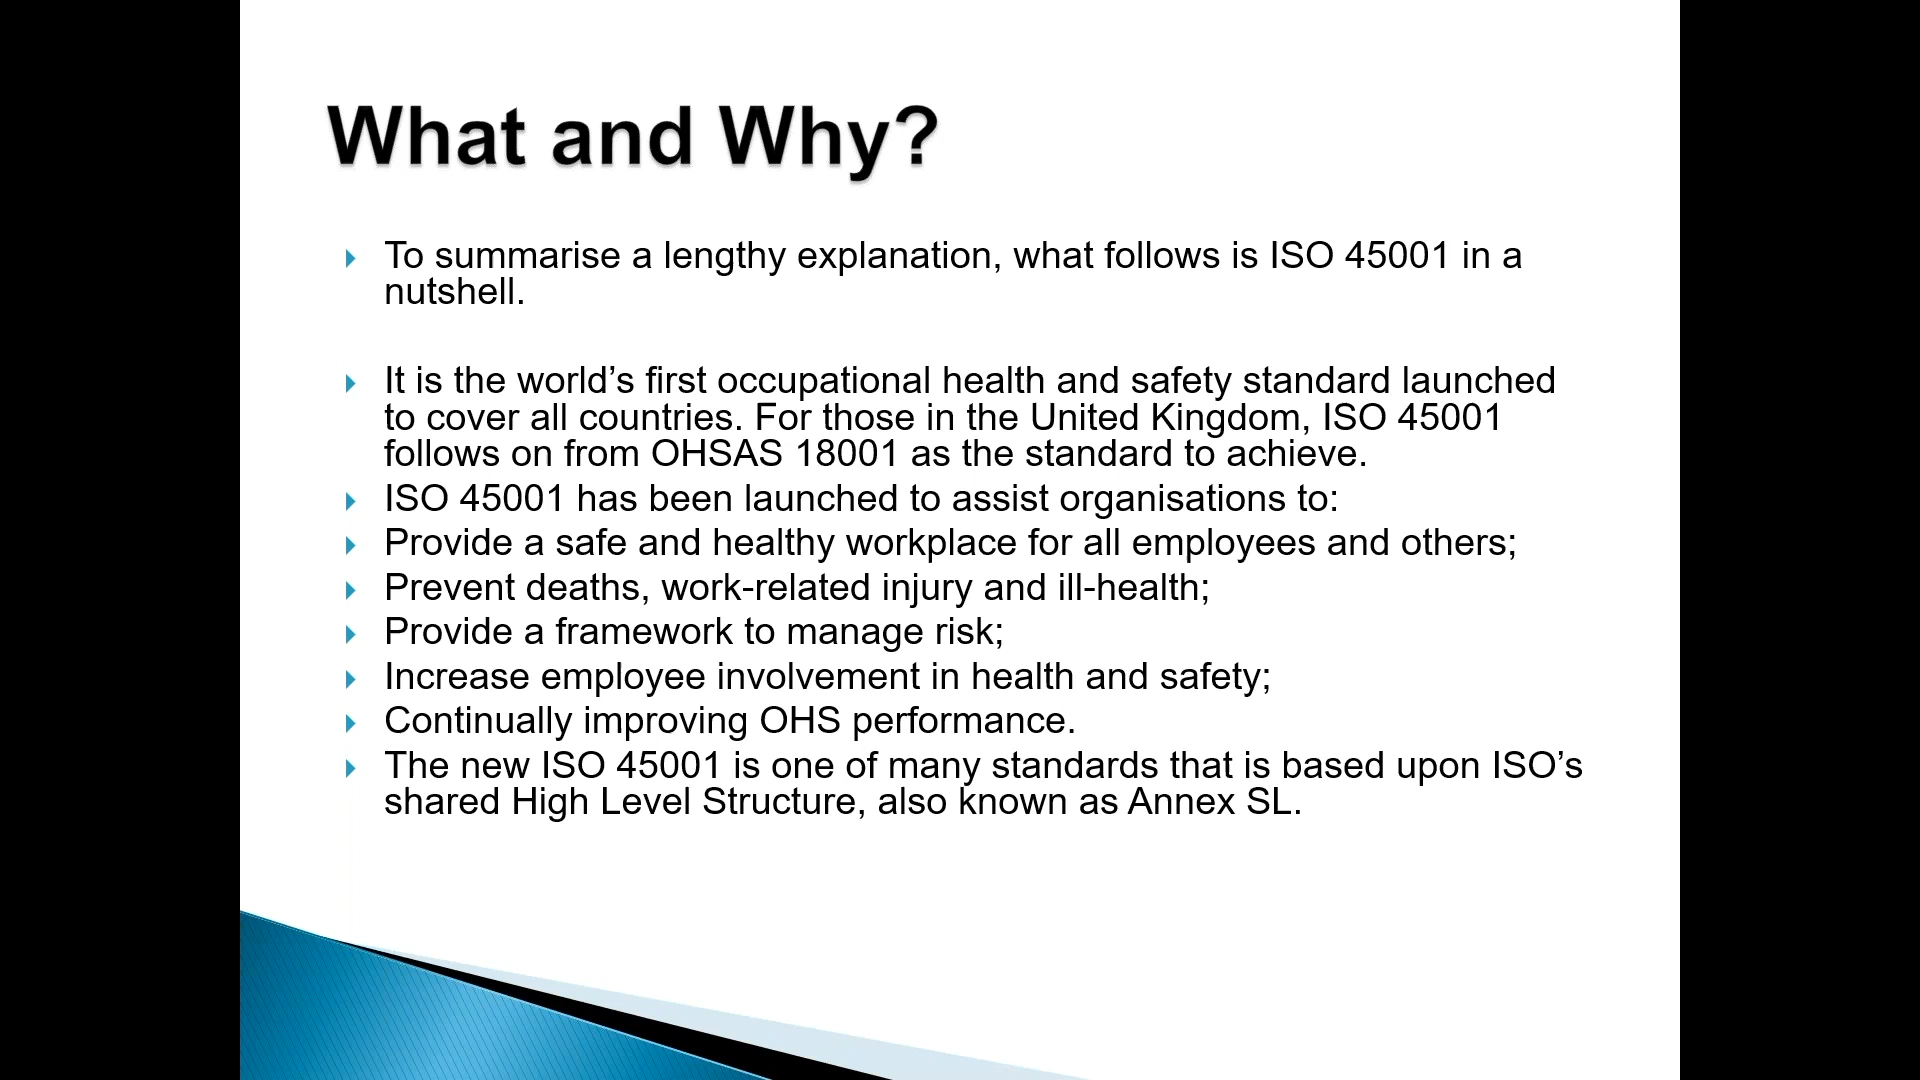 What and Why?
To summarise a lengthy explanation, what follows is ISO 45001 in a
nutshell.
It is the world’s first occupational health and safety standard launched
to cover all countries. For those in the United Kingdom, ISO 45001
follows on from OHSAS 18001 as the standard to achieve.
ISO 45001 has been launched to assist organisations to:
Provide a safe and healthy workplace for all employees and others;
Prevent deaths, work-related injury and ill-health;
Provide a framework to manage risk;
Increase employee involvement in health and safety;
Continually improving OHS performance.
The new ISO 45001 is one of many standards that is based upon ISO’s
shared High Level Structure, also known as Annex SL.